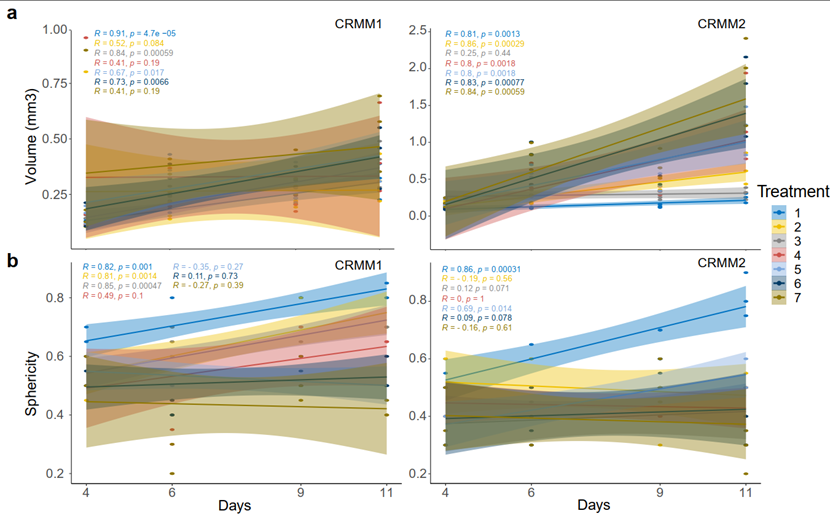 a
CRMM1
CRMM2
R = 0.91, p = 4.7e -05
R = 0.52, p = 0.084
R = 0.84, p = 0.00059
R = 0.41, p = 0.19
R = 0.67, p = 0.017
R = 0.73, p = 0.0066
R = 0.41, p = 0.19
R = 0.81, p = 0.0013
R = 0.86, p = 0.00029
R = 0.25, p = 0.44
R = 0.8, p = 0.0018
R = 0.8, p = 0.0018
R = 0.83, p = 0.00077
R = 0.84, p = 0.00059
Volume (mm3)
1.00
0.75
0.50
0.25
2.5
2.0
1.5
1.0
0.5
0.0
Treatment
1
2
3
4
5
6
7
b
CRMM1
CRMM2
R = 0.82, p = 0.001
R = 0.81, p = 0.0014
R = 0.85, p = 0.00047
R = 0.49, p = 0.1
R = - 0.35, p = 0.27
R = 0.11, p = 0.73
R = - 0.27, p = 0.39
R = 0.86, p = 0.00031
R = - 0.19, p = 0.56
R = 0.12, p = 0.071
R = 0, p = 1
R = 0.69, p = 0.014
R = 0.09, p = 0.078
R = - 0.16, p = 0.61
Sphericity
0.8
0.6
0.4
0.2
0.8
0.6
0.4
0.2
4 6 9 11
4 6 9 11
Days
Days